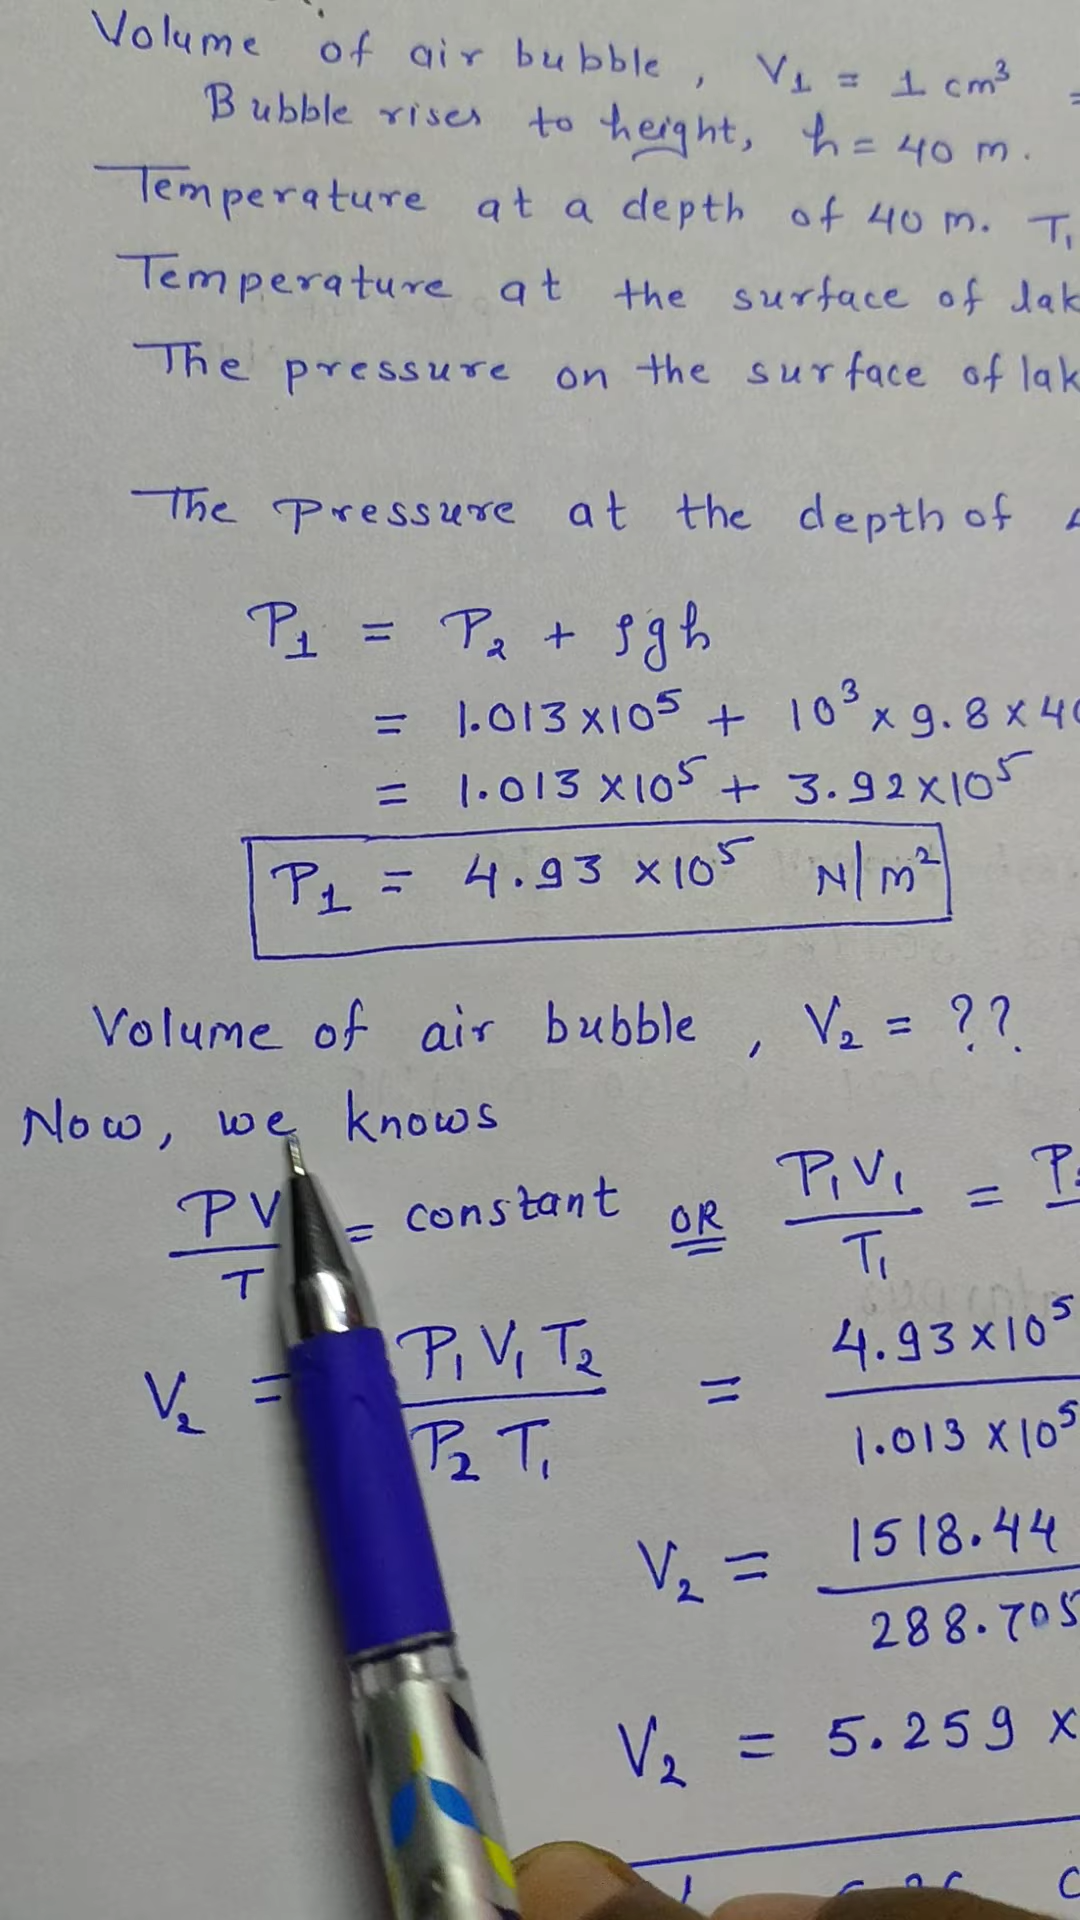 Volume of air bubble, V₁ = 1 cm³ =
Bubble rises to height, h = 40 m.
Temperature at a depth of 40 m. T₁
Temperature at the surface of lak
The pressure on the surface of lak
The Pressure at the depth of
P₁ = P₂ + ρgh
= 1.013×10⁵ + 10³ × 9.8 × 40
= 1.013×10⁵ + 3.92×10⁵
P₁ = 4.93 ×10⁵ N/m²
Volume of air bubble, V₂ = ??
Now, we knows
PV/T = constant OR P₁V₁/T₁ = P
V₂ = P₁V₁T₂/P₂T₁ = 4.93×10⁵/1.013×10⁵
V₂ = 1518.44/288.705
V₂ = 5.259 ×